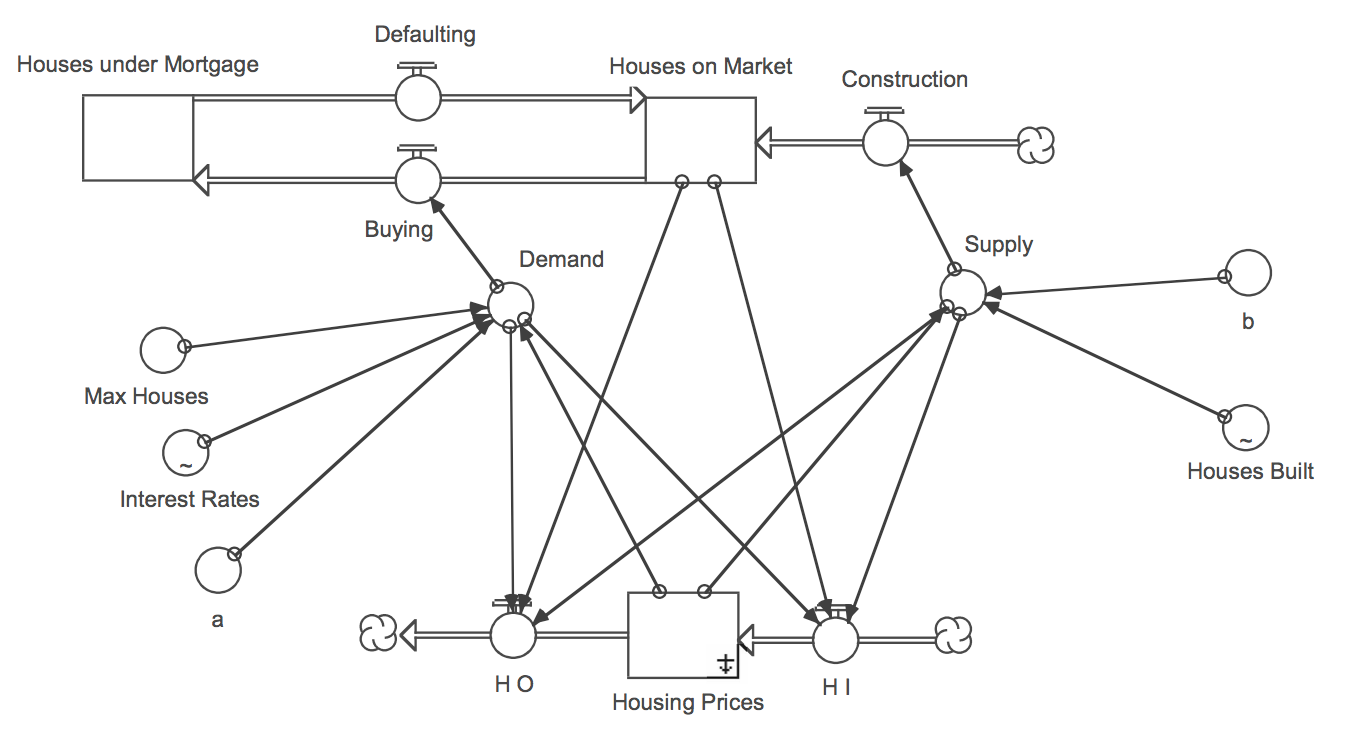 Defaulting
Houses under Mortgage
Houses on Market
Construction
Buying
Demand
Supply
b
Max Houses
Houses Built
~
Interest Rates
~
a
H O
Housing Prices
H I